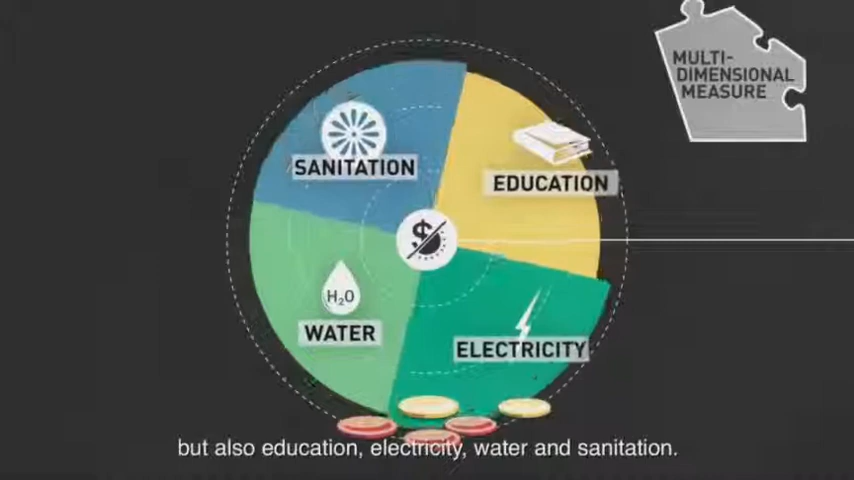 MULTI-
DIMENSIONAL
MEASURE
SANITATION
EDUCATION
$
H₂O
WATER
ELECTRICITY
but also education, electricity, water and sanitation.